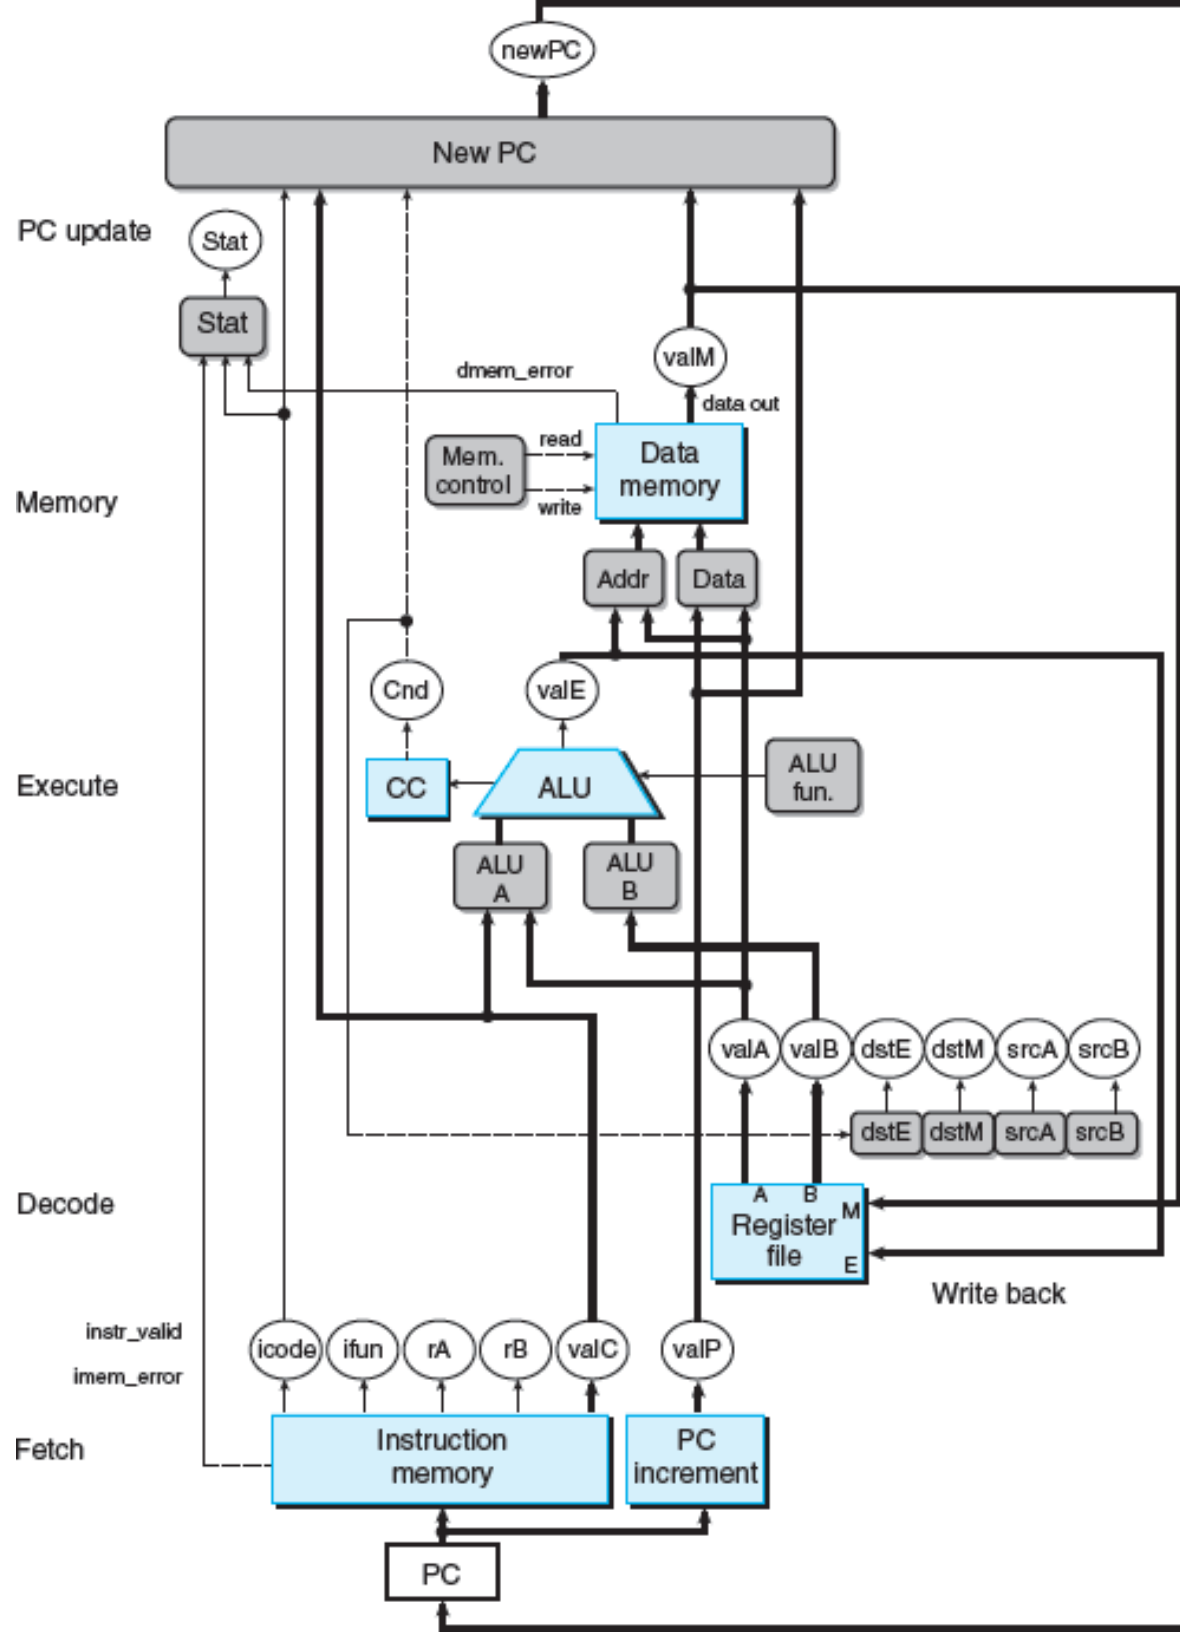 newPC
New PC
PC update
Stat
Stat
valM
dmem_error
data out
Mem.
control
read
write
Data
memory
Memory
Addr
Data
Cnd
valE
Execute
CC
ALU
ALU
fun.
ALU
A
ALU
B
valA
valB
dstE
dstM
srcA
srcB
dstE
dstM
srcA
srcB
Decode
A
B
M
Register
file
E
Write back
instr_valid
imem_error
icode
ifun
rA
rB
valC
valP
Fetch
Instruction
memory
PC
increment
PC